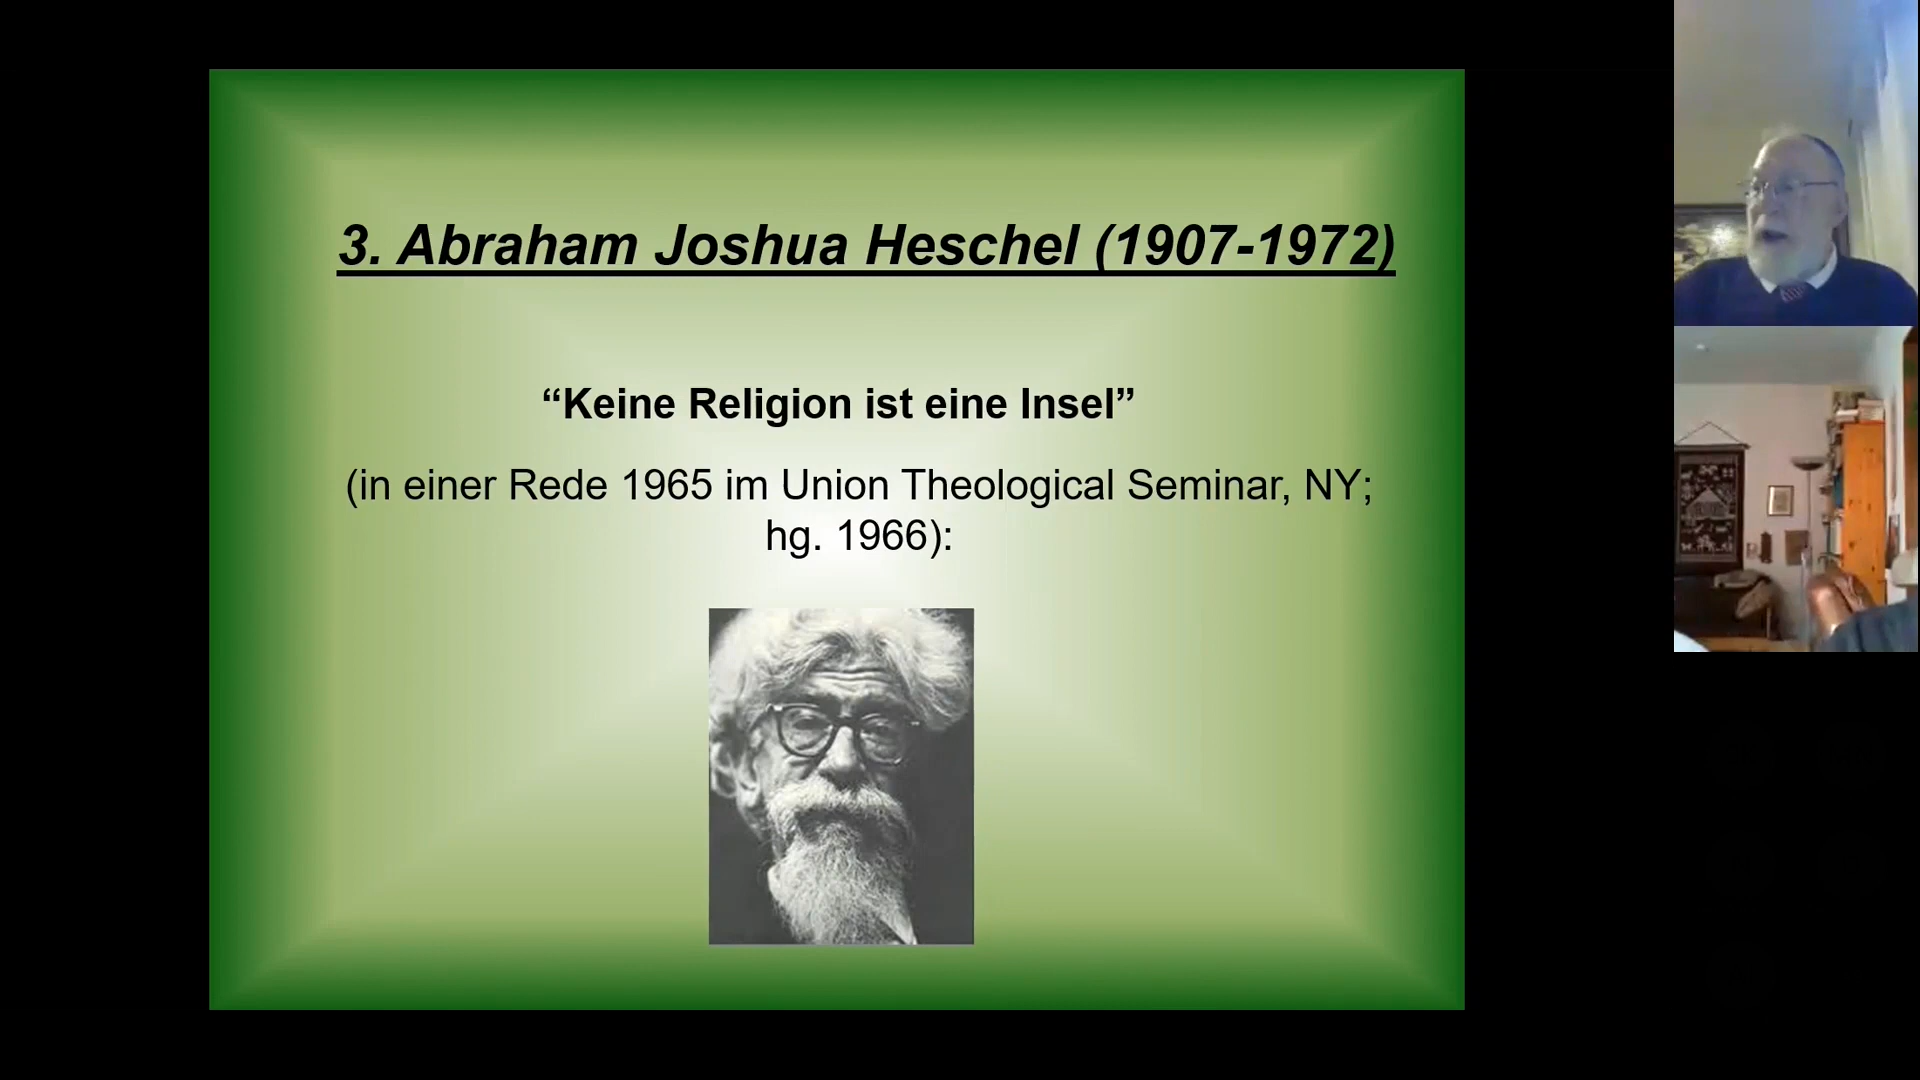 3. Abraham Joshua Heschel (1907-1972)
“Keine Religion ist eine Insel”
(in einer Rede 1965 im Union Theological Seminar, NY;
hg. 1966):